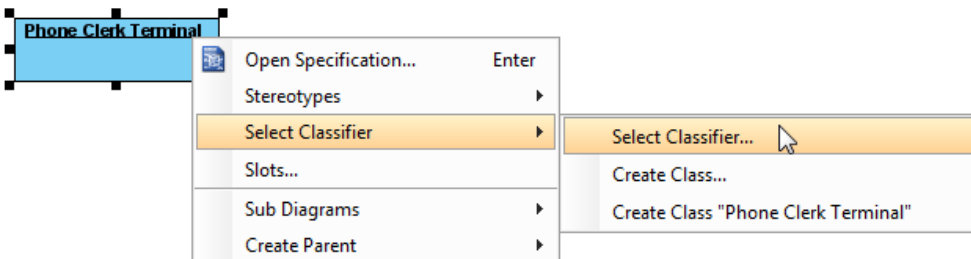 Phone Clerk Terminal
Open Specification... Enter
Stereotypes
Select Classifier
Select Classifier...
Slots...
Create Class...
Sub Diagrams
Create Class "Phone Clerk Terminal"
Create Parent